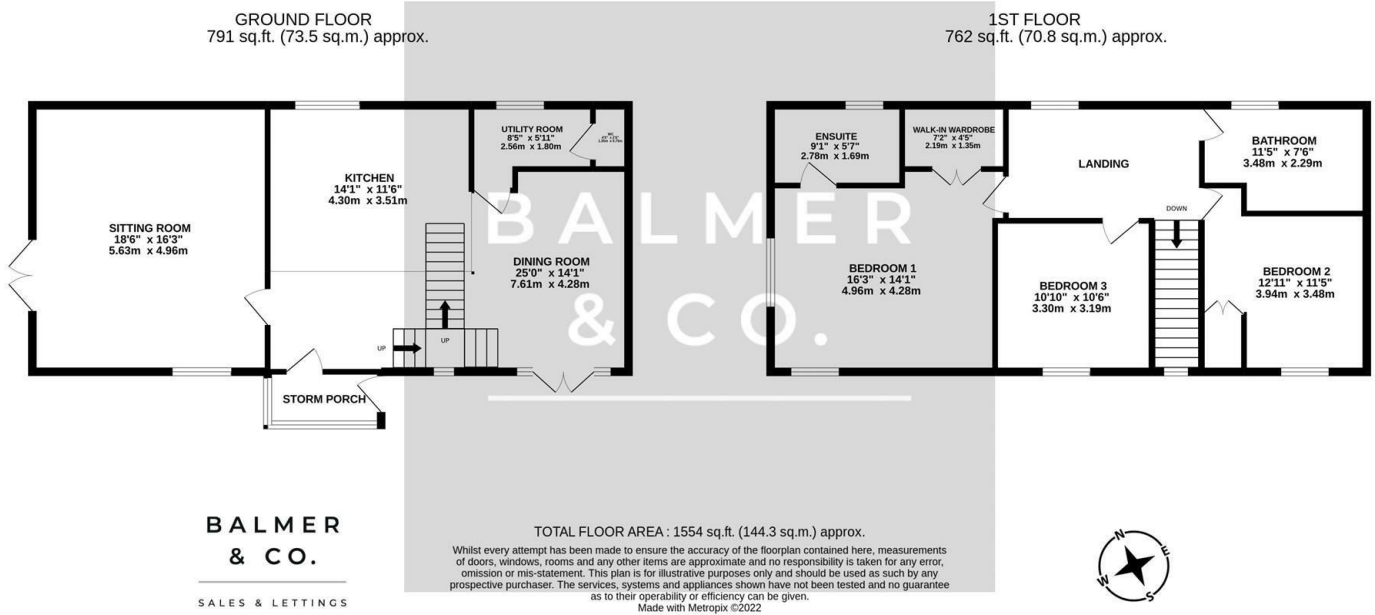 GROUND FLOOR
791 sq.ft. (73.5 sq.m.) approx.
1ST FLOOR
762 sq.ft. (70.8 sq.m.) approx.
UTILITY ROOM
8'5" x 5'11"
2.56m x 1.80m
WC
KITCHEN
14'1" x 11'6"
4.30m x 3.51m
SITTING ROOM
18'6" x 16'3"
5.63m x 4.96m
DINING ROOM
25'0" x 14'1"
7.61m x 4.28m
UP
UP
STORM PORCH
ENSUITE
9'1" x 5'7"
2.78m x 1.69m
WALK-IN WARDROBE
7'2" x 4'5"
2.19m x 1.35m
LANDING
BATHROOM
11'5" x 7'6"
3.48m x 2.29m
DOWN
BEDROOM 1
16'3" x 14'1"
4.96m x 4.28m
BEDROOM 3
10'10" x 10'6"
3.30m x 3.19m
BEDROOM 2
12'11" x 11'5"
3.94m x 3.48m
BALMER
& CO.
BALMER
& CO.
SALES & LETTINGS
TOTAL FLOOR AREA : 1554 sq.ft. (144.3 sq.m.) approx.
Whilst every attempt has been made to ensure the accuracy of the floorplan contained here, measurements
of doors, windows, rooms and any other items are approximate and no responsibility is taken for any error,
omission or mis-statement. This plan is for illustrative purposes only and should be used as such by any
prospective purchaser. The services, systems and appliances shown have not been tested and no guarantee
as to their operability or efficiency can be given.
Made with Metropix ©2022
N
E
W
S